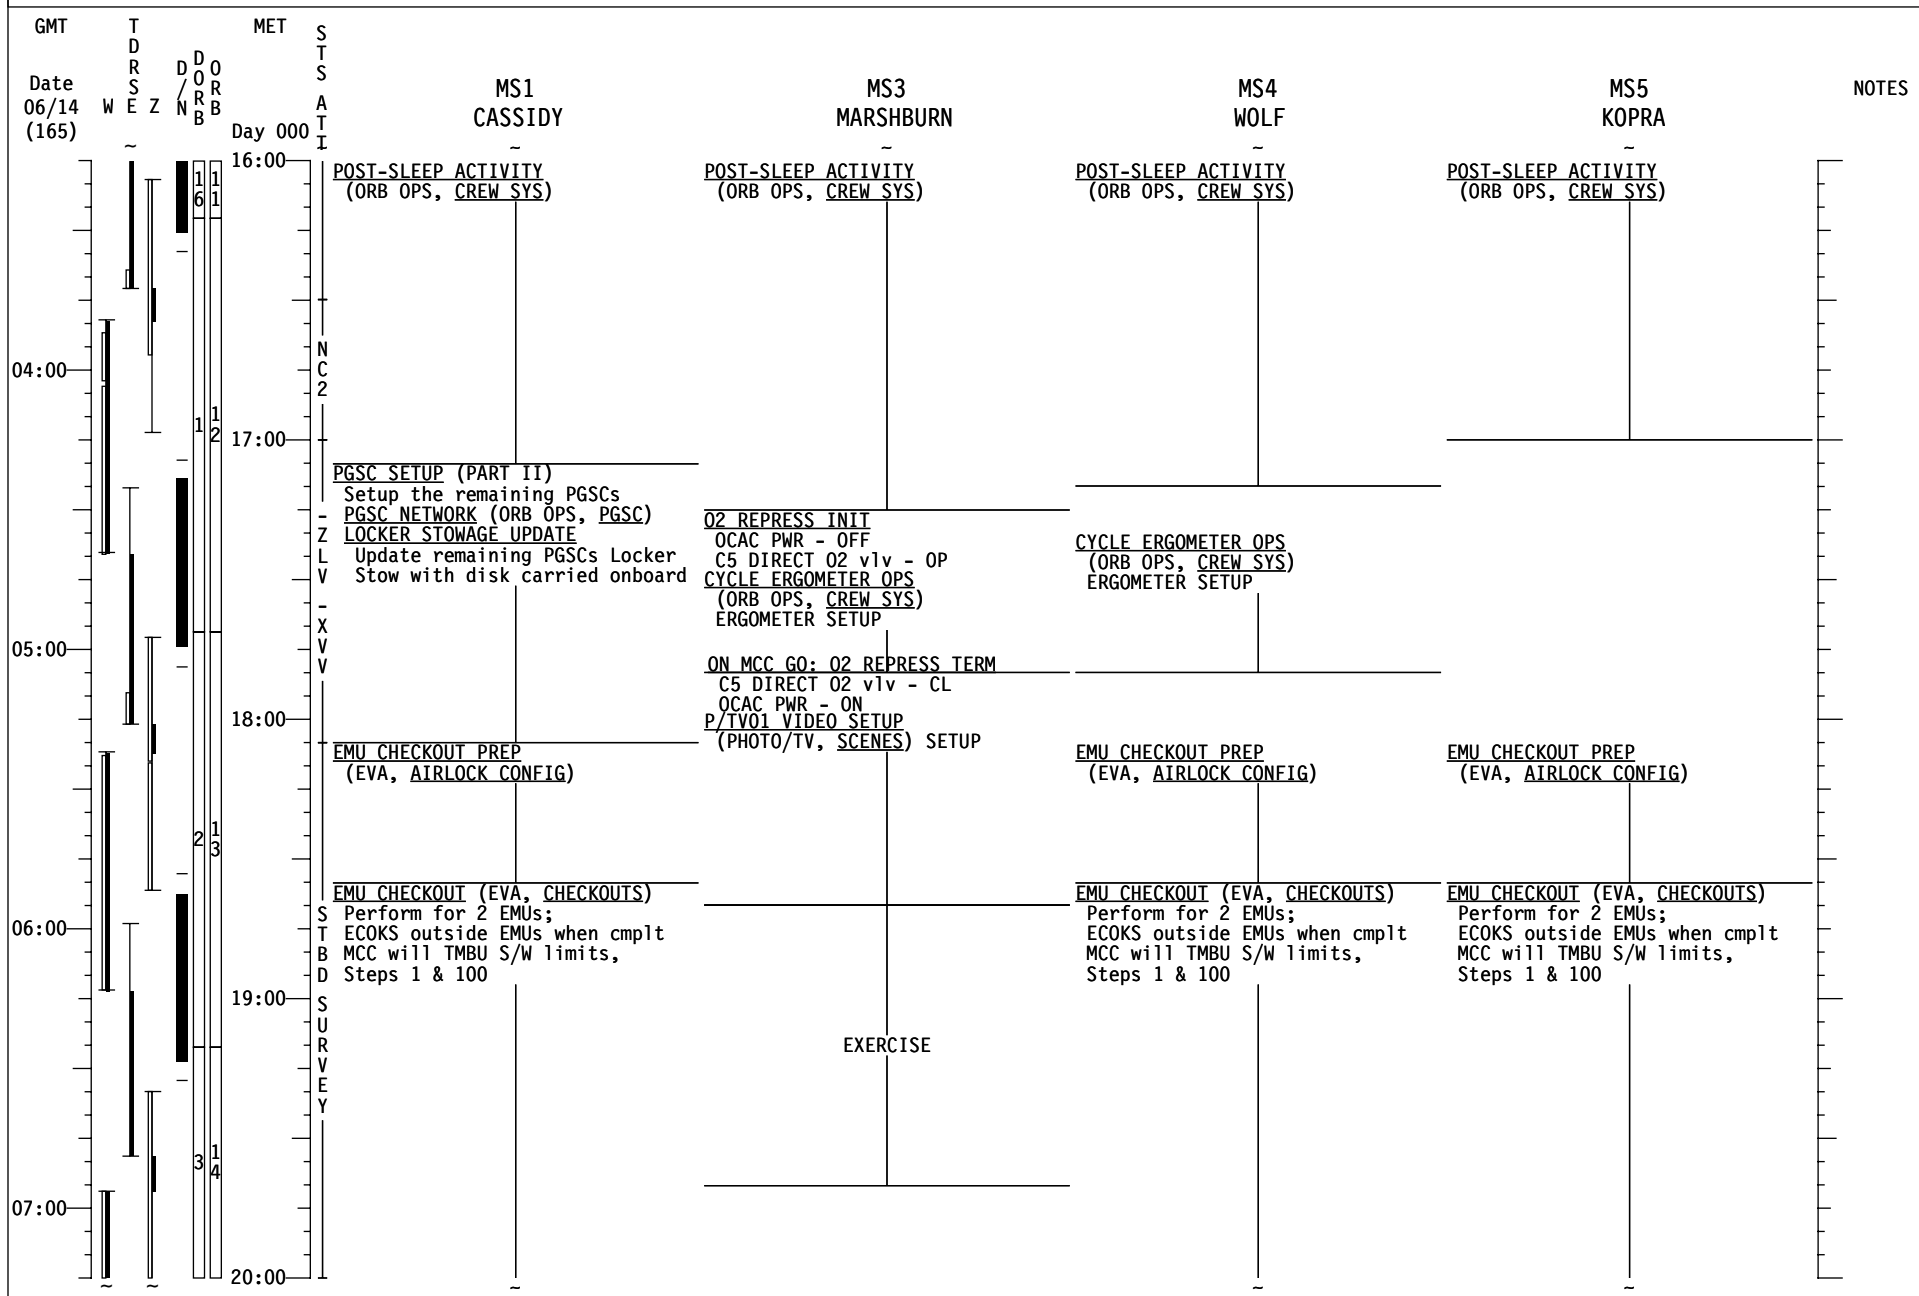 GMT
TDRS
MET
STS ATT
Date
06/14
(165)
W E Z
D/N
DORB
ORB
Day 000
MS1
CASSIDY
MS3
MARSHBURN
MS4
WOLF
MS5
KOPRA
NOTES
~ ~ ~ ~ ~
16:00
16
11
POST-SLEEP ACTIVITY
(ORB OPS, CREW SYS)
POST-SLEEP ACTIVITY
(ORB OPS, CREW SYS)
POST-SLEEP ACTIVITY
(ORB OPS, CREW SYS)
POST-SLEEP ACTIVITY
(ORB OPS, CREW SYS)
NC2
04:00
1
12
17:00
PGSC SETUP (PART II)
Setup the remaining PGSCs
PGSC NETWORK (ORB OPS, PGSC)
LOCKER STOWAGE UPDATE
Update remaining PGSCs Locker
Stow with disk carried onboard
-ZLV
-XVV
O2 REPRESS INIT
OCAC PWR - OFF
C5 DIRECT O2 vlv - OP
CYCLE ERGOMETER OPS
(ORB OPS, CREW SYS)
ERGOMETER SETUP
CYCLE ERGOMETER OPS
(ORB OPS, CREW SYS)
ERGOMETER SETUP
05:00
ON MCC GO: O2 REPRESS TERM
C5 DIRECT O2 vlv - CL
OCAC PWR - ON
P/TV01 VIDEO SETUP
(PHOTO/TV, SCENES) SETUP
18:00
EMU CHECKOUT PREP
(EVA, AIRLOCK CONFIG)
EMU CHECKOUT PREP
(EVA, AIRLOCK CONFIG)
EMU CHECKOUT PREP
(EVA, AIRLOCK CONFIG)
2
13
EMU CHECKOUT (EVA, CHECKOUTS)
Perform for 2 EMUs;
ECOKS outside EMUs when cmplt
MCC will TMBU S/W limits,
Steps 1 & 100
EMU CHECKOUT (EVA, CHECKOUTS)
Perform for 2 EMUs;
ECOKS outside EMUs when cmplt
MCC will TMBU S/W limits,
Steps 1 & 100
EMU CHECKOUT (EVA, CHECKOUTS)
Perform for 2 EMUs;
ECOKS outside EMUs when cmplt
MCC will TMBU S/W limits,
Steps 1 & 100
06:00
STBD SURVEY
19:00
EXERCISE
3
14
07:00
20:00
~ ~ ~ ~ ~